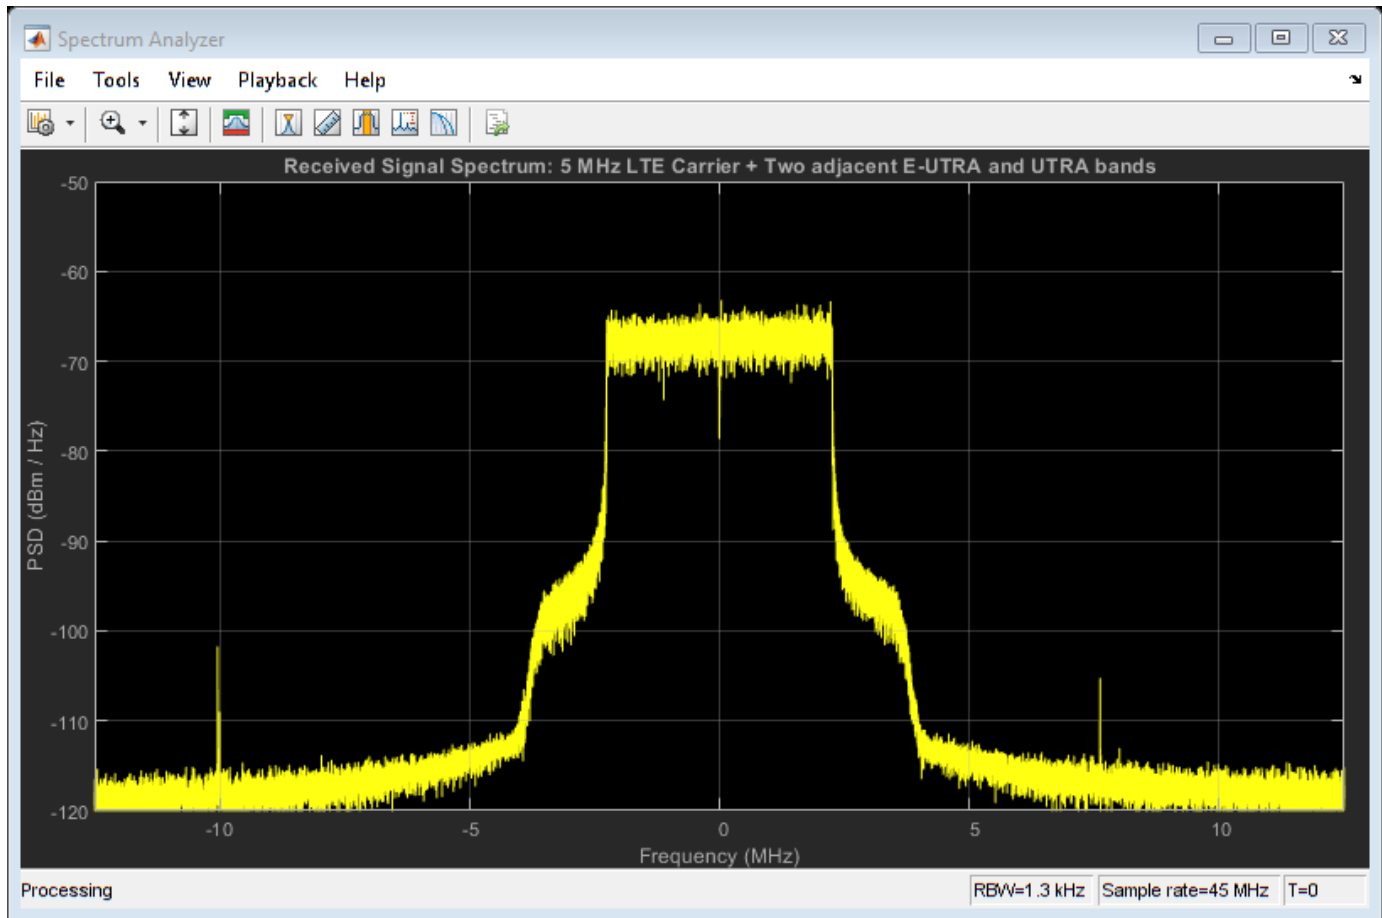 Spectrum Analyzer
File Tools View Playback Help
Received Signal Spectrum: 5 MHz LTE Carrier + Two adjacent E-UTRA and UTRA bands
-50
-60
-70
-80
-90
-100
-110
-120
PSD (dBm / Hz)
-10 -5 0 5 10
Frequency (MHz)
Processing RBW=1.3 kHz Sample rate=45 MHz T=0